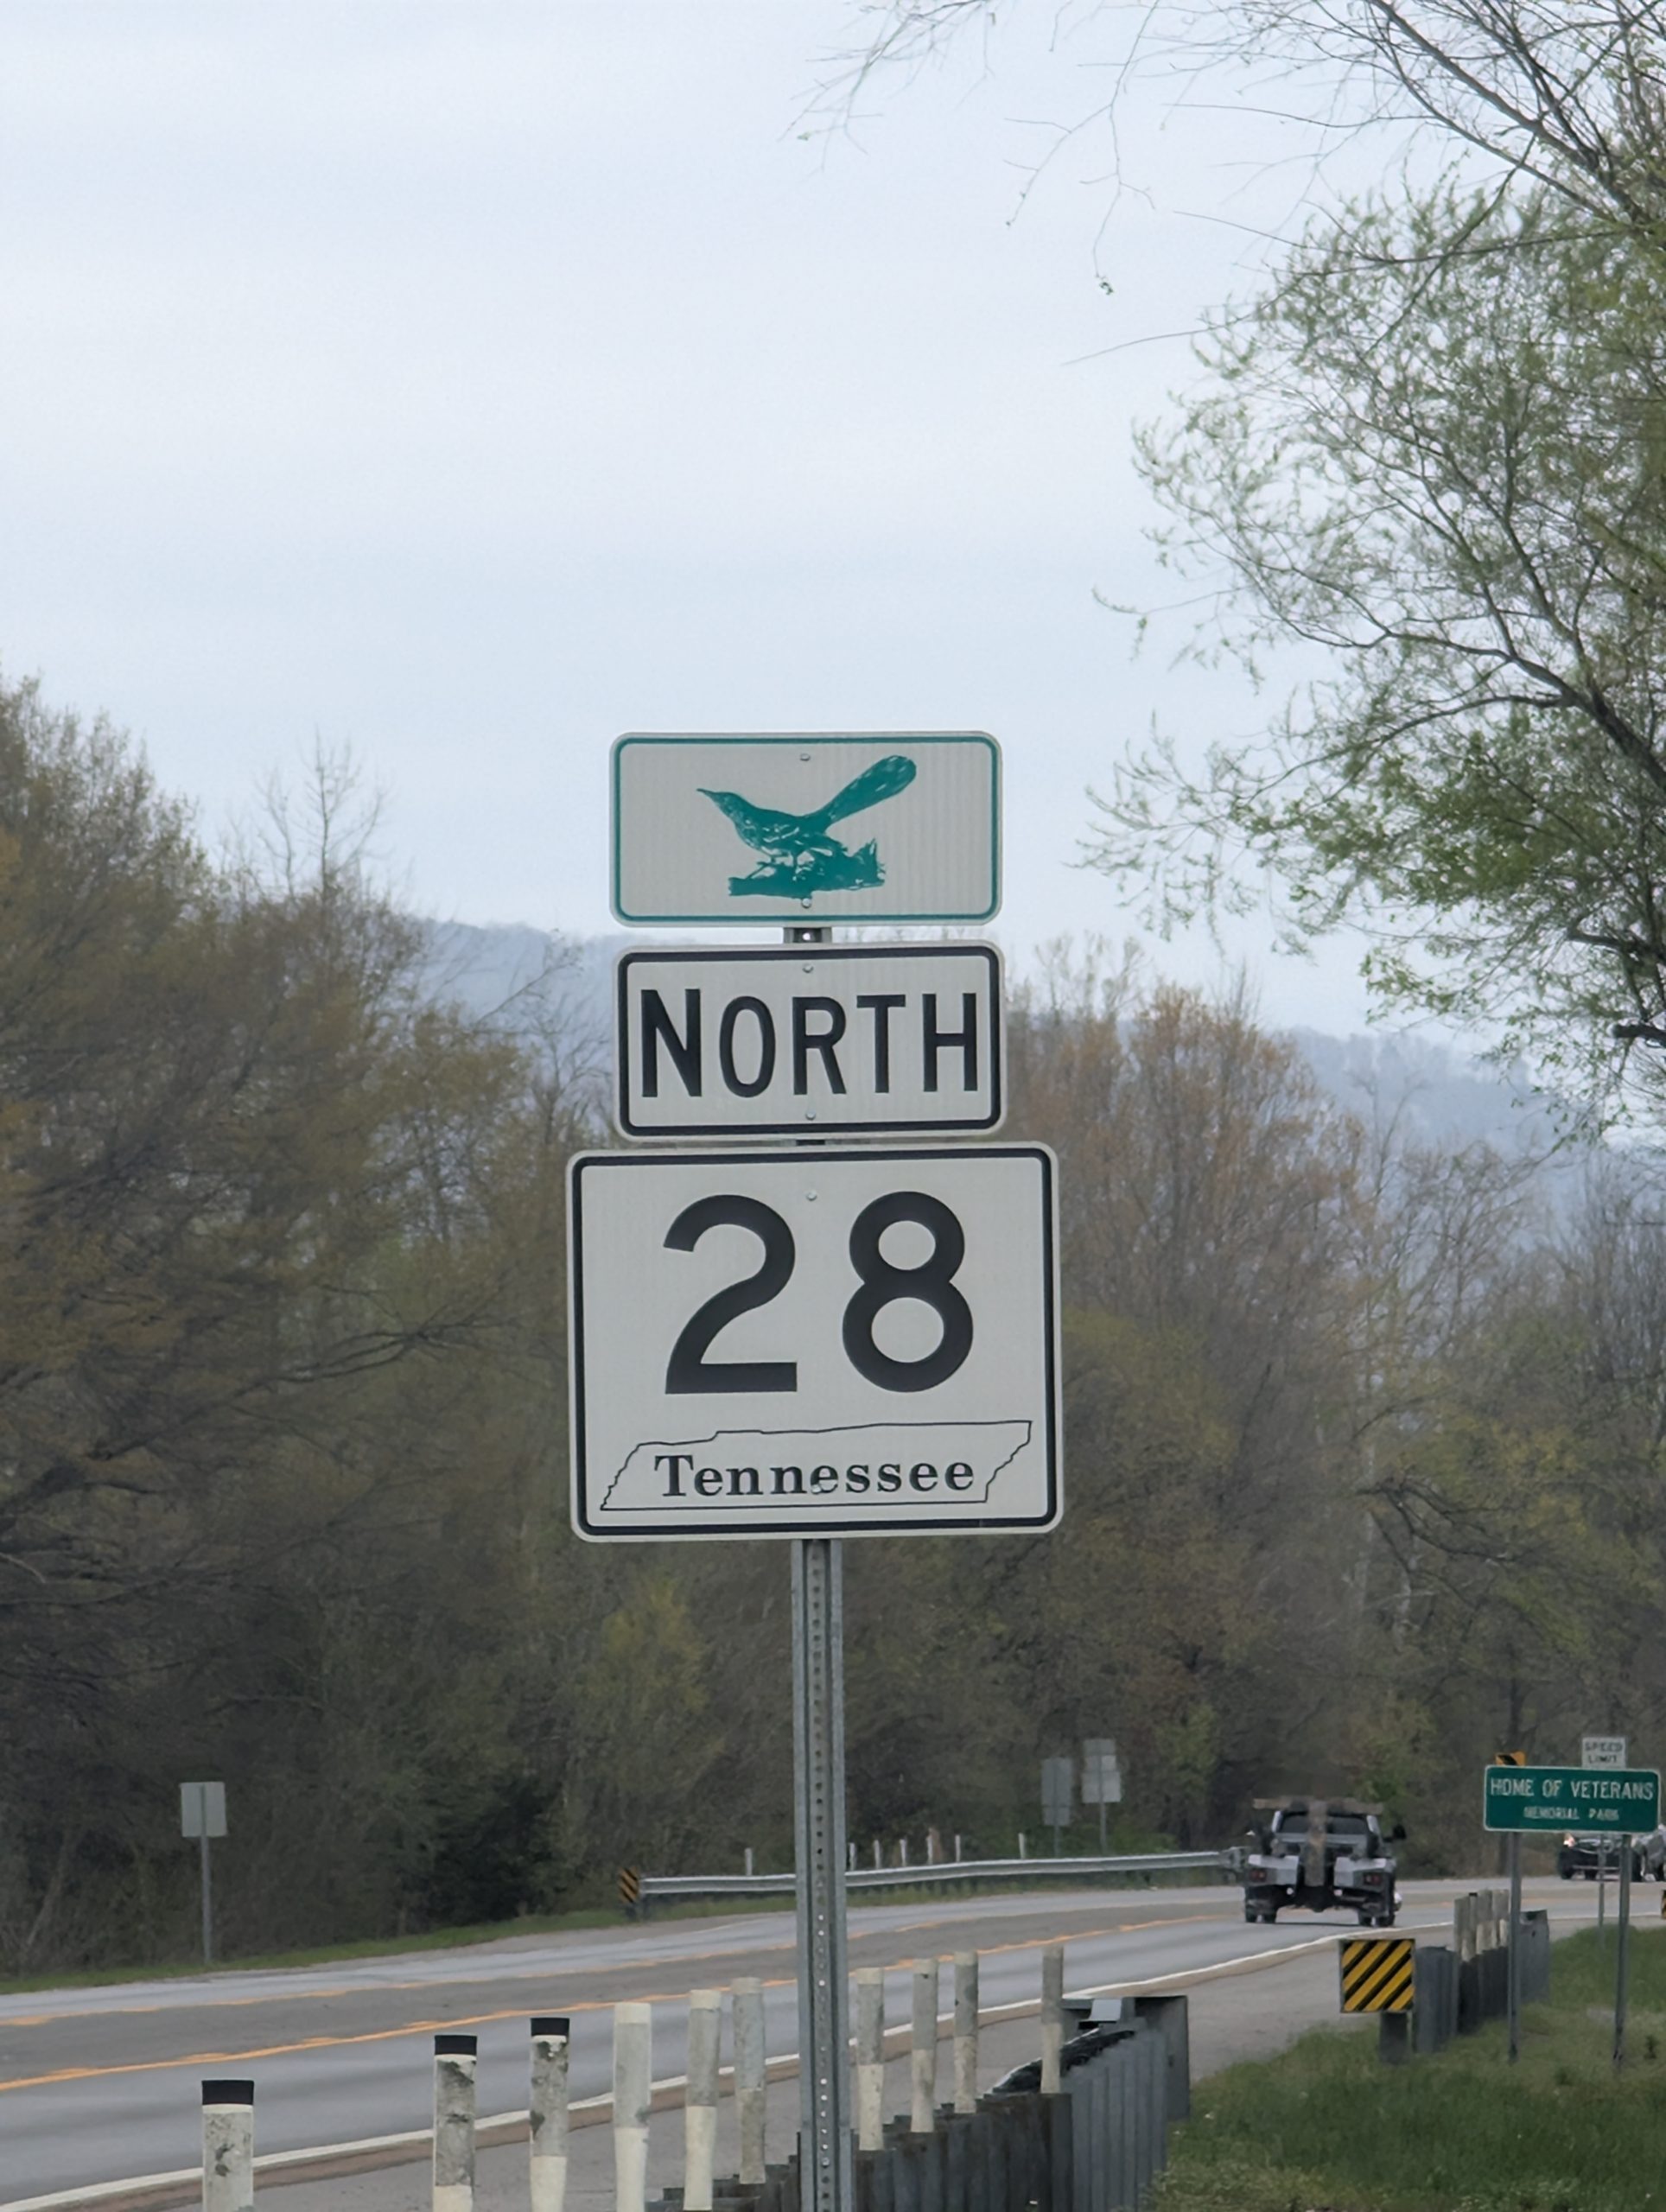 NORTH
28
Tennessee
SPEED
LIMIT
HOME OF VETERANS
MEMORIAL PARK